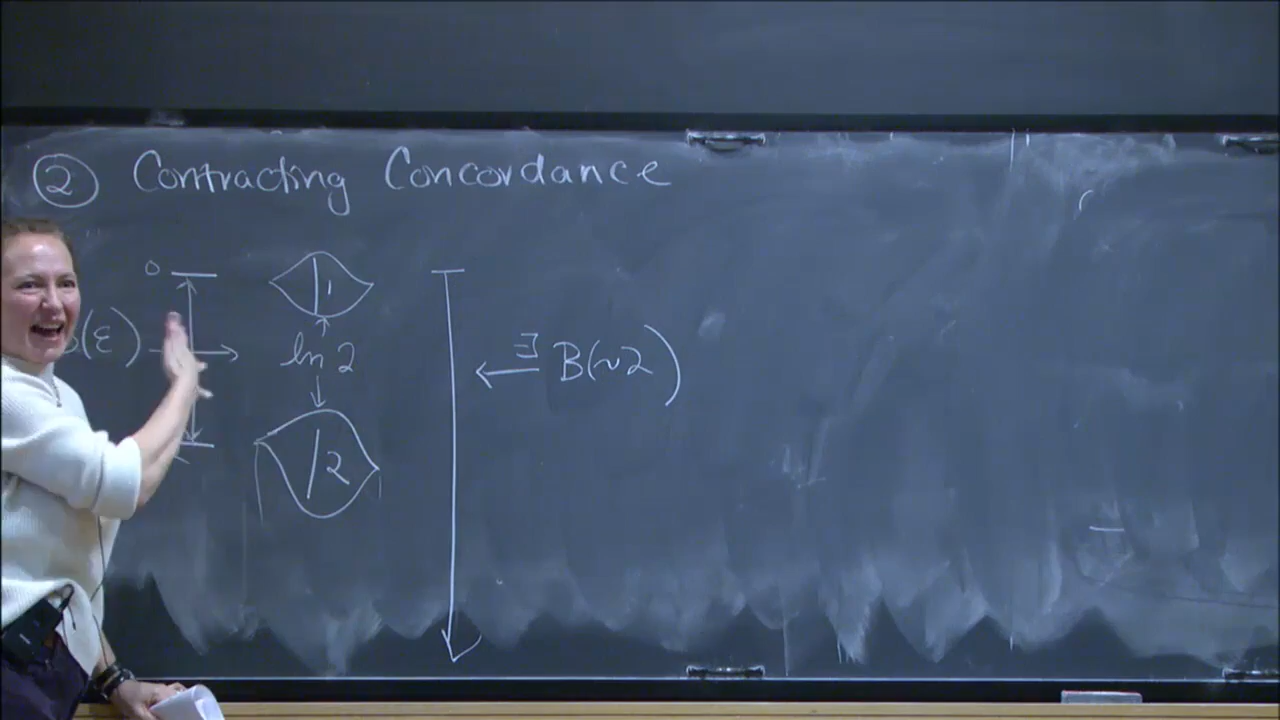 ② Contracting Concordance
0
1
(ε)
ln 2
∃ B(~2)
2